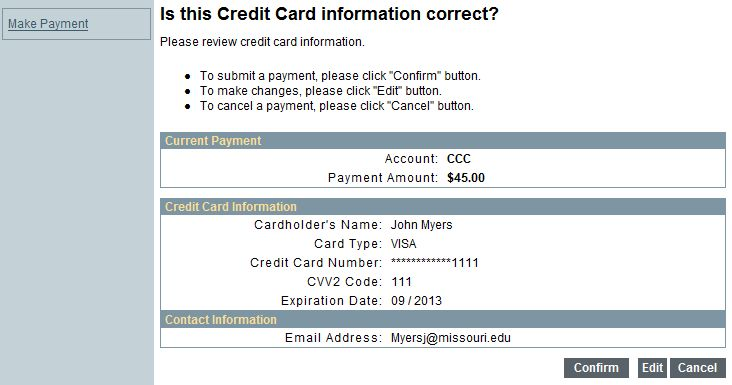 Make Payment
Is this Credit Card information correct?
Please review credit card information.
● To submit a payment, please click "Confirm" button.
● To make changes, please click "Edit" button.
● To cancel a payment, please click "Cancel" button.
Current Payment
Account: CCC
Payment Amount: $45.00
Credit Card Information
Cardholder's Name: John Myers
Card Type: VISA
Credit Card Number: ************1111
CVV2 Code: 111
Expiration Date: 09 / 2013
Contact Information
Email Address: Myersj@missouri.edu
Confirm Edit Cancel